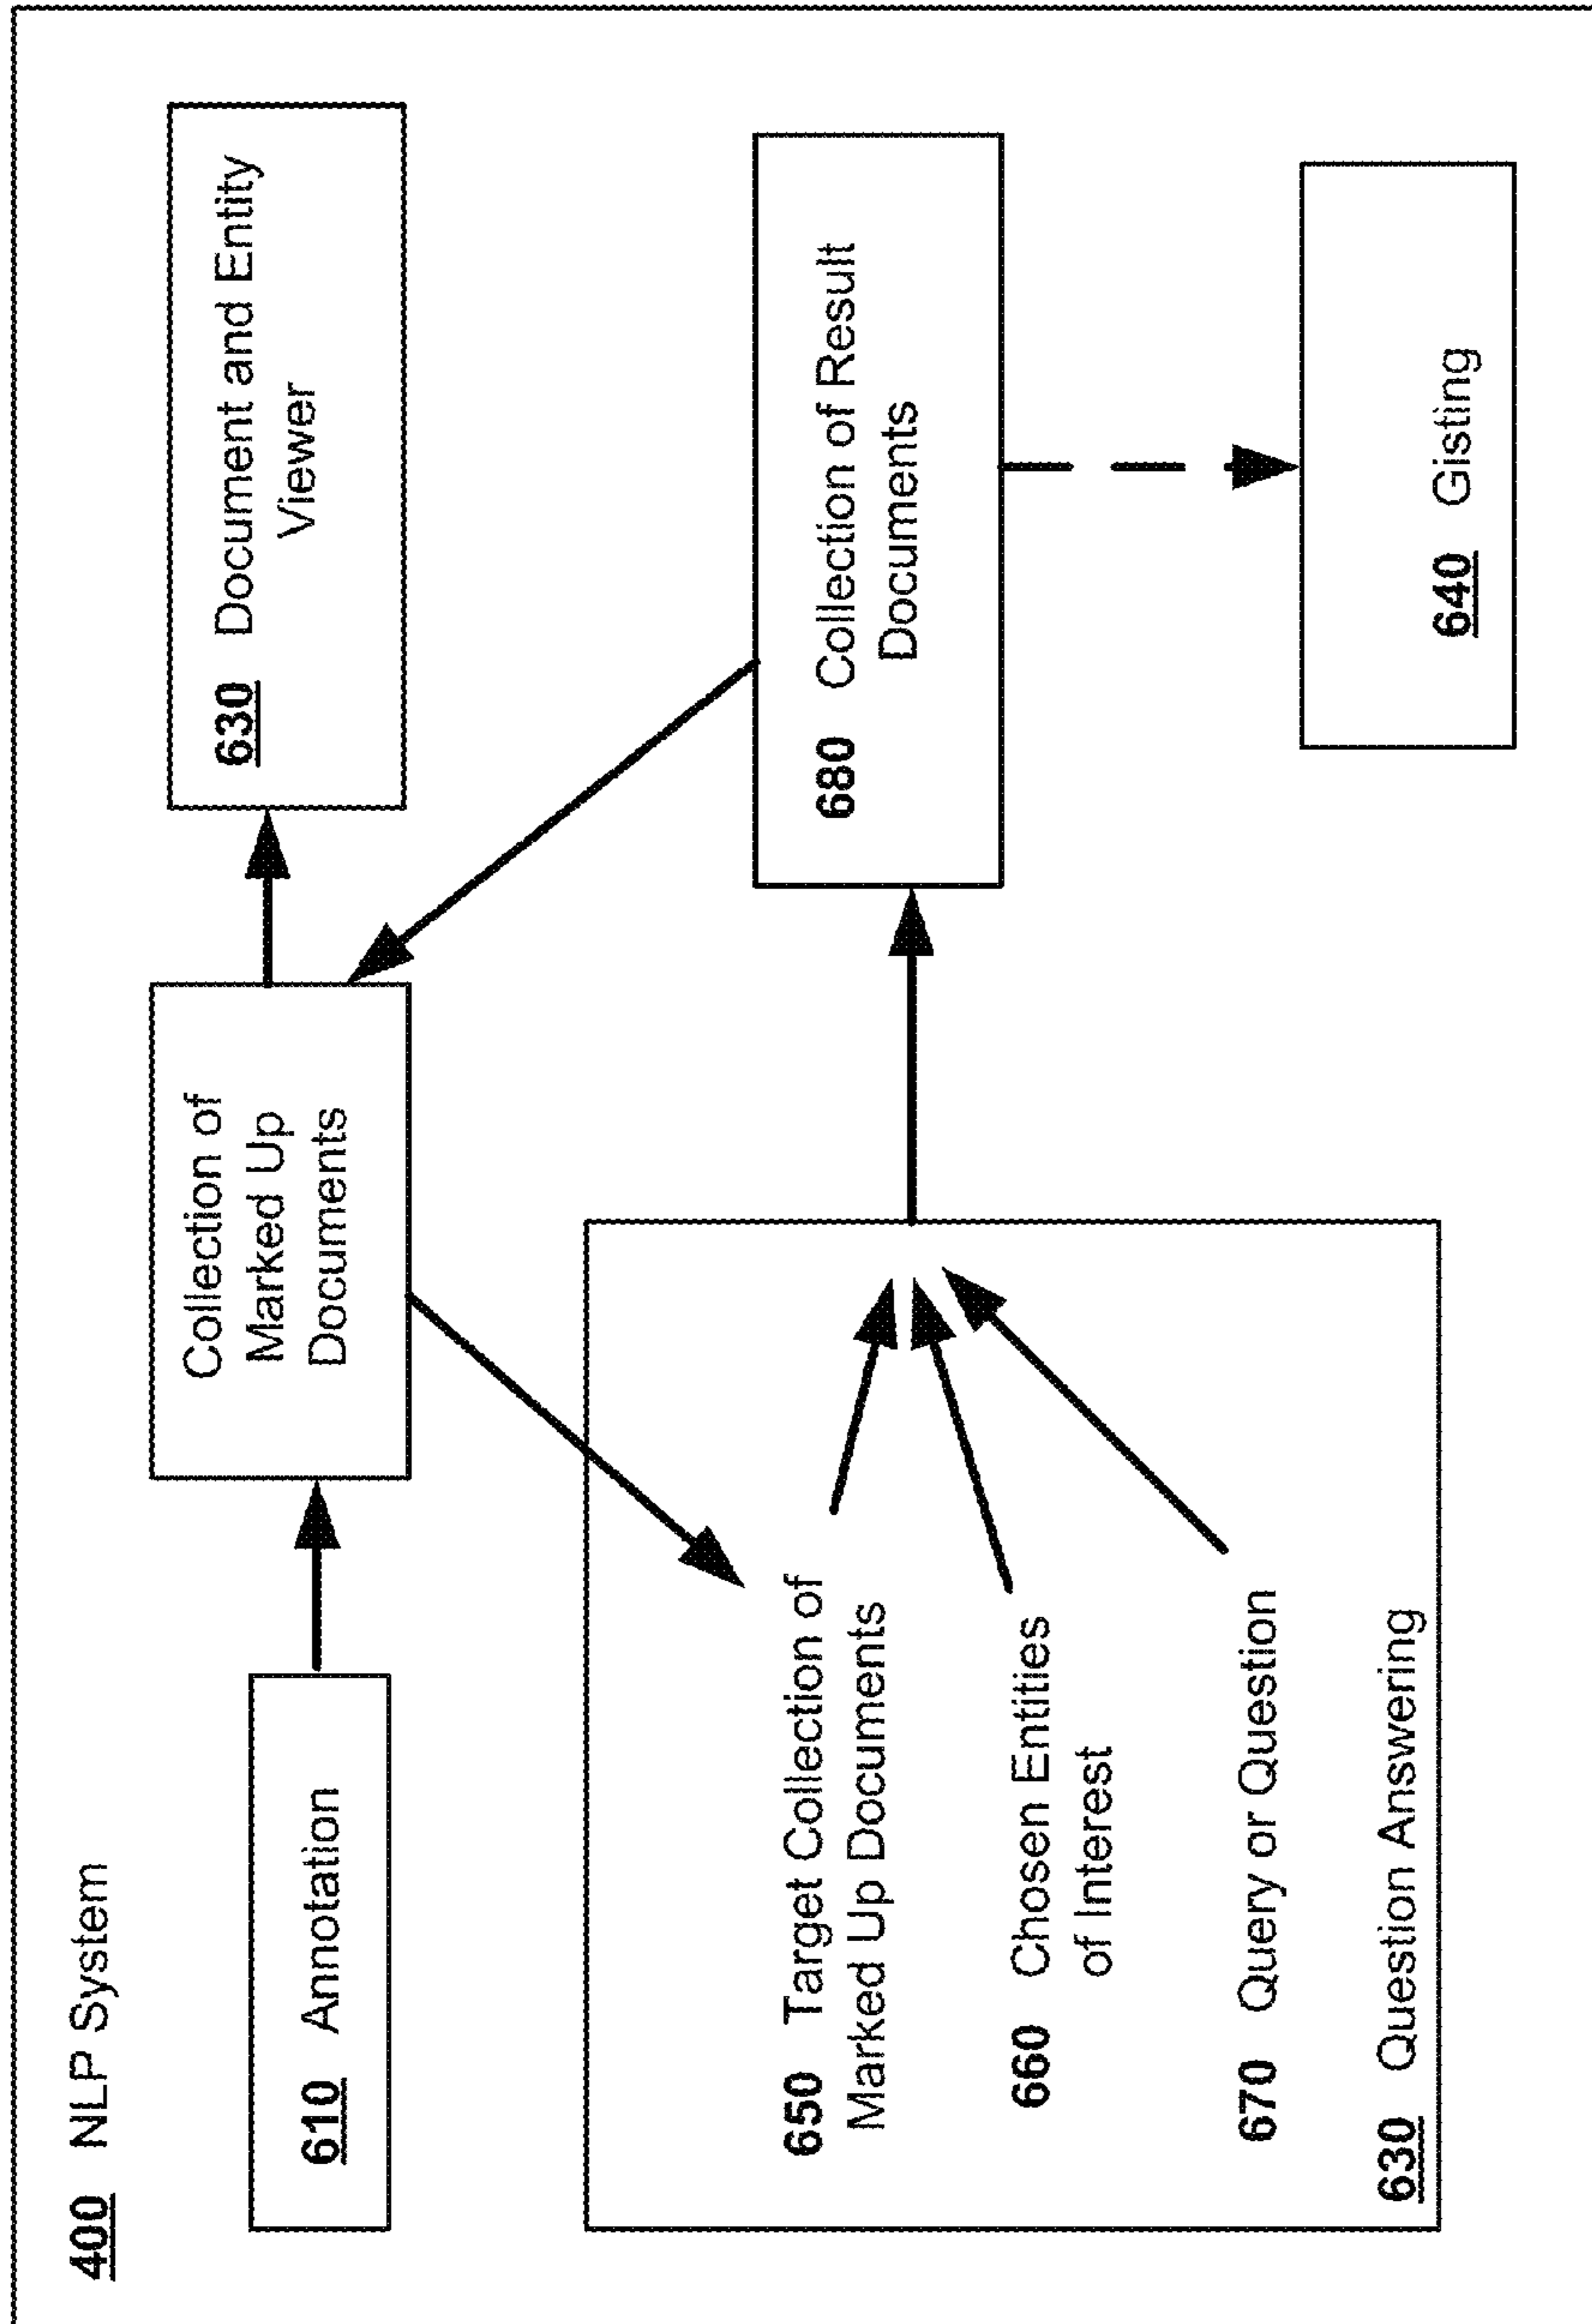 400 NLP System
610 Annotation
Collection of
Marked Up
Documents
630 Document and Entity
Viewer
650 Target Collection of
Marked Up Documents
660 Chosen Entities
of Interest
670 Query or Question
630 Question Answering
680 Collection of Result
Documents
640 Gisting